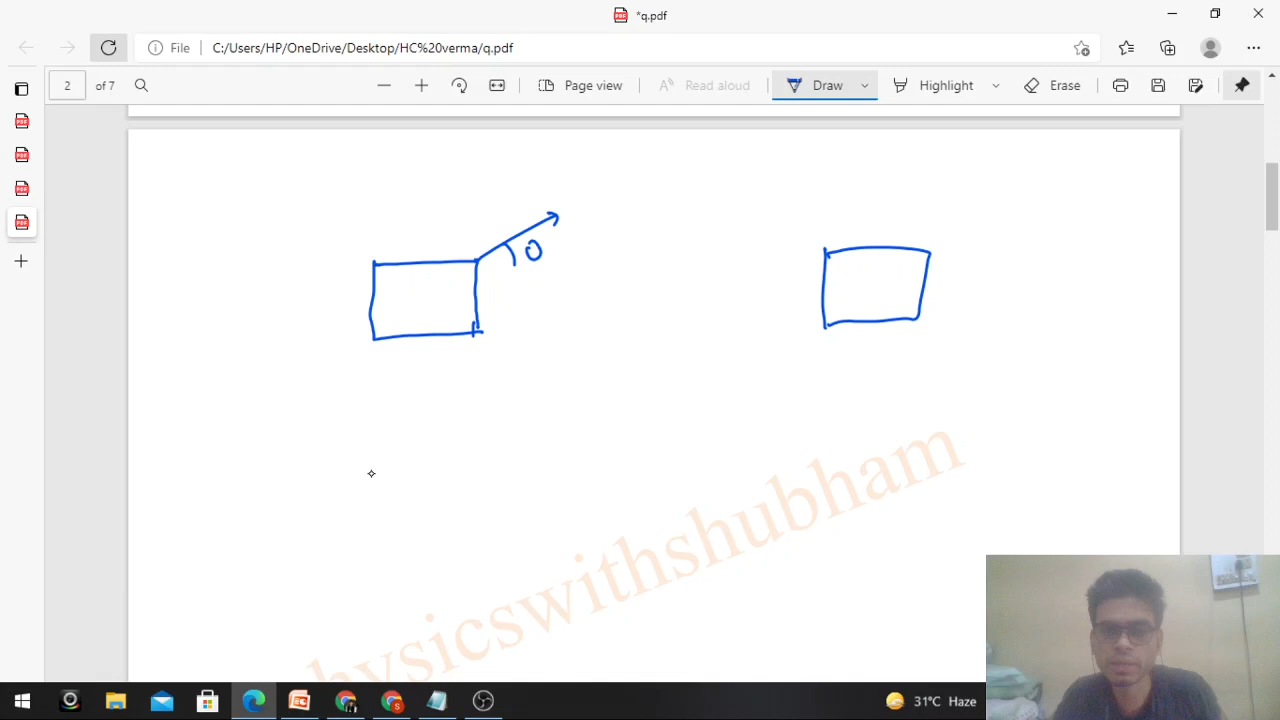 *q.pdf
File C:/Users/HP/OneDrive/Desktop/HC%20verma/q.pdf
2 of 7 Page view Read aloud Draw Highlight Erase
θ
physicswithshubham
31°C Haze